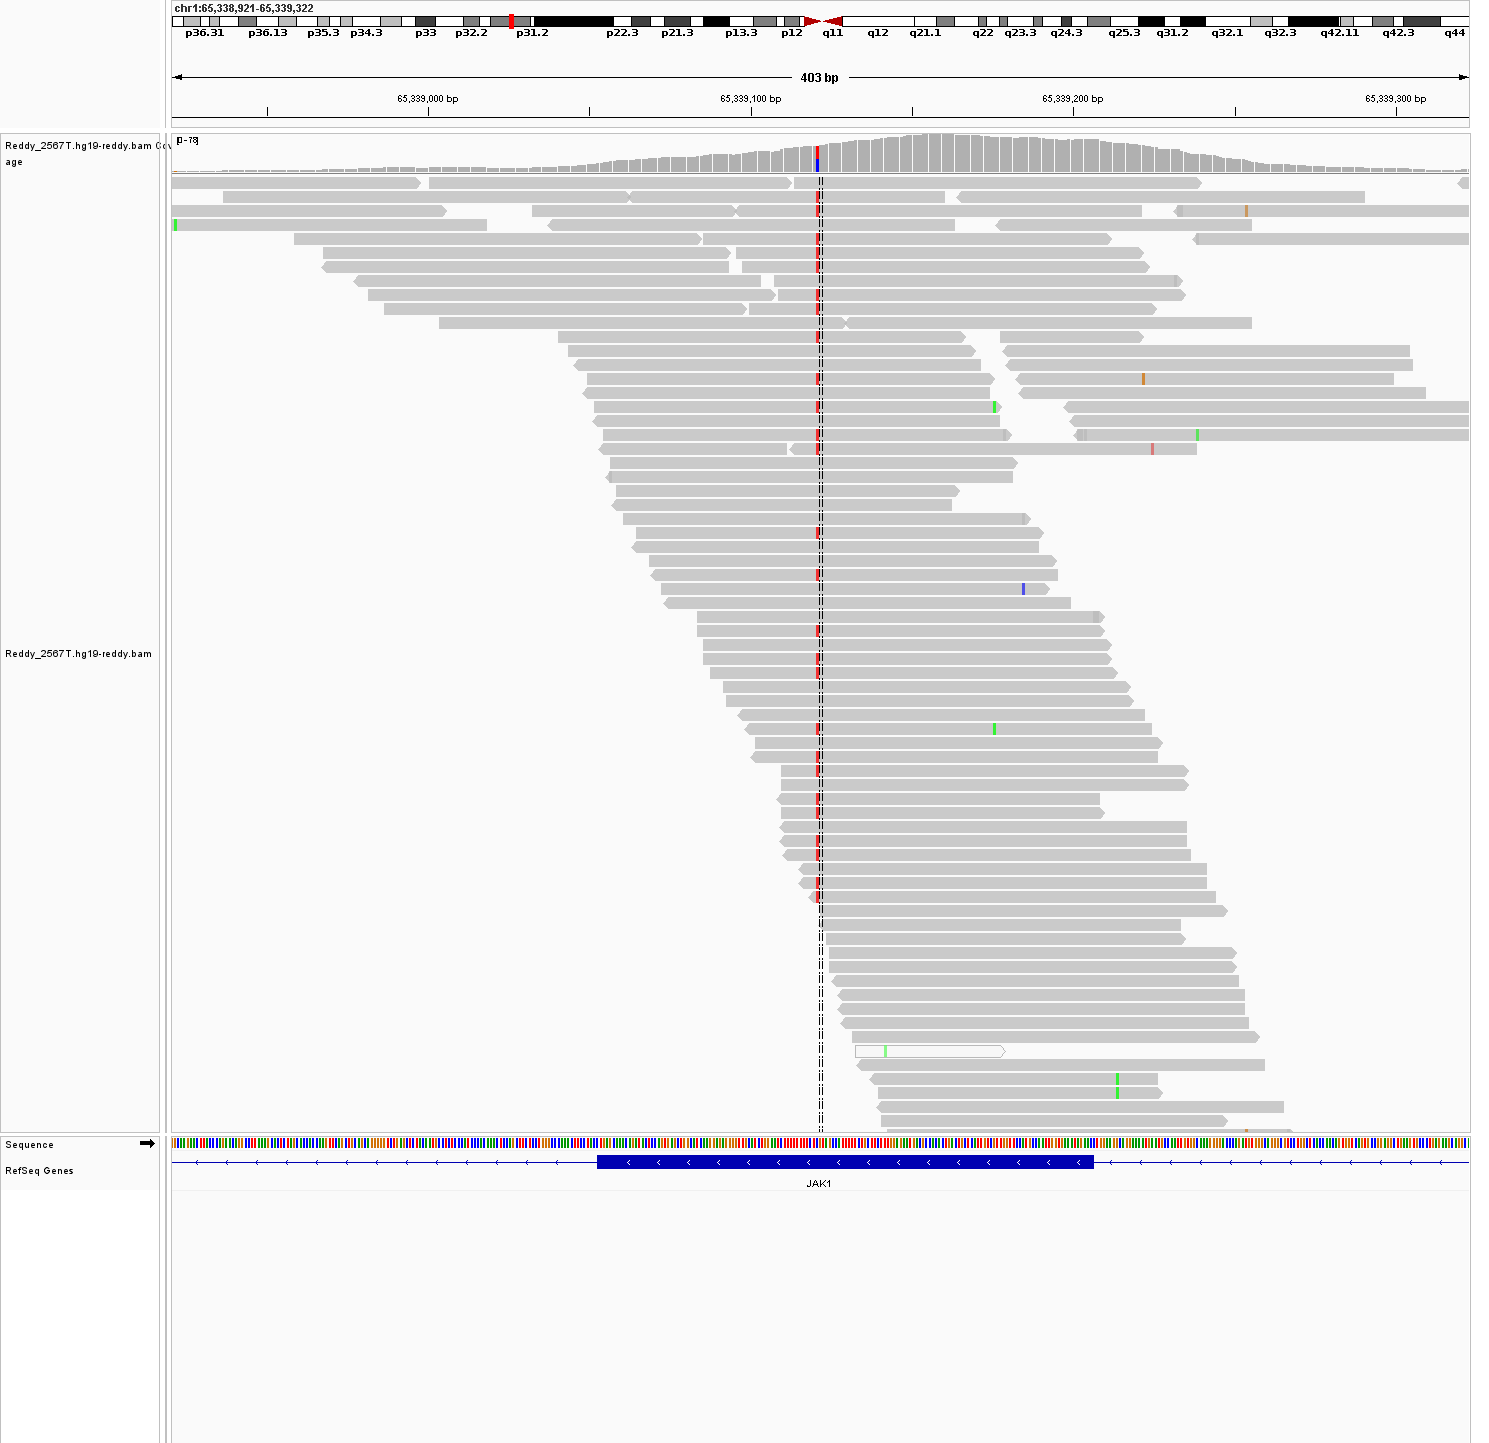 chr1:65,338,921-65,339,322
p36.31 p36.13 p35.3 p34.3 p33 p32.2 p31.2 p22.3 p21.3 p13.3 p12 q11 q12 q21.1 q22 q23.3 q24.3 q25.3 q31.2 q32.1 q32.3 q42.11 q42.3 q44
403 bp
65,339,000 bp 65,339,100 bp 65,339,200 bp 65,339,300 bp
Reddy_2567T.hg19-reddy.bam Cov
age
[0 - 78]
Reddy_2567T.hg19-reddy.bam
Sequence
RefSeq Genes
JAK1